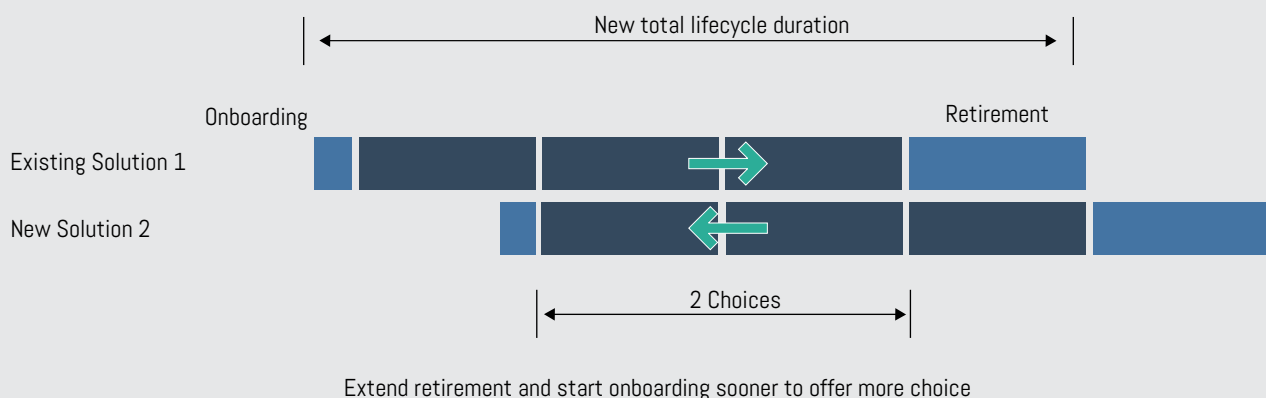 New total lifecycle duration
Onboarding
Retirement
Existing Solution 1
New Solution 2
2 Choices
Extend retirement and start onboarding sooner to offer more choice